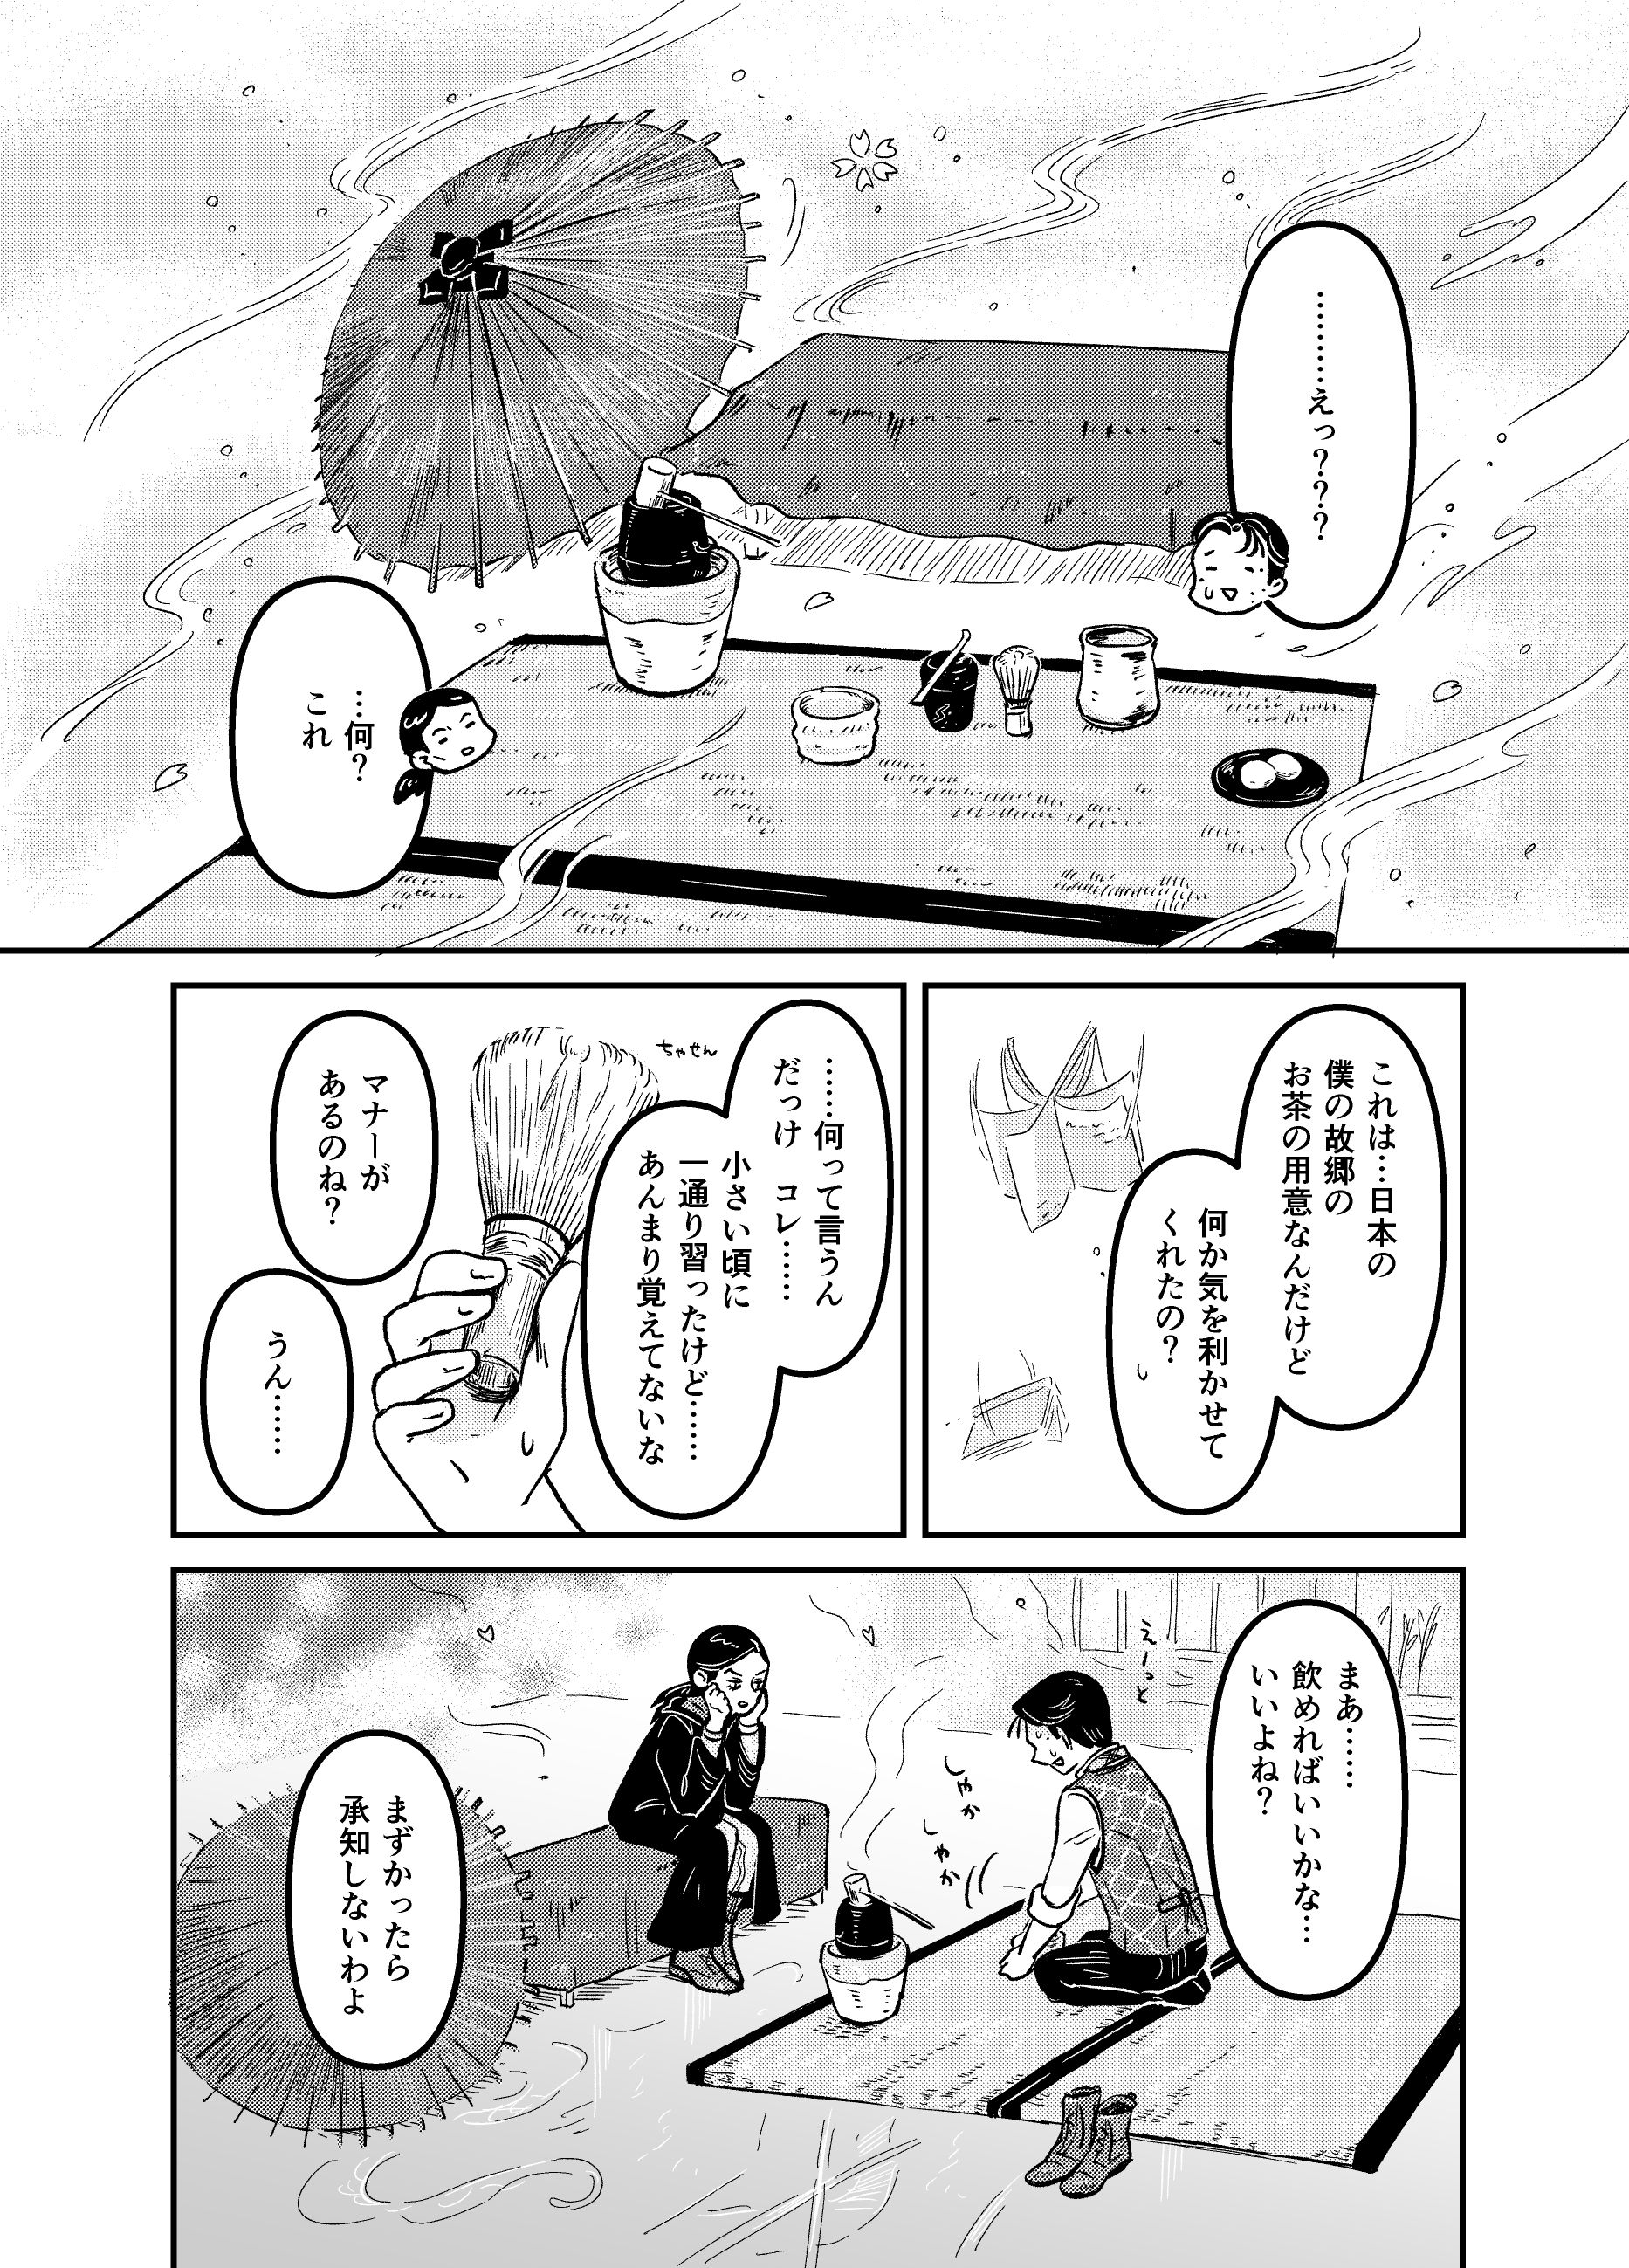 ………えっ？？？
…何？
これ
これは…日本の
僕の故郷の
お茶の用意なんだけど
何か気を利かせて
くれたの？
……何って言うん
だっけ　コレ……
小さい頃に
一通り習ったけど……
あんまり覚えてないな
ちゃせん
マナーが
あるのね？
うん……
まあ……
飲めればいいかな…
いいよね？
えーっと
しゃか
しゃか
まずかったら
承知しないわよ